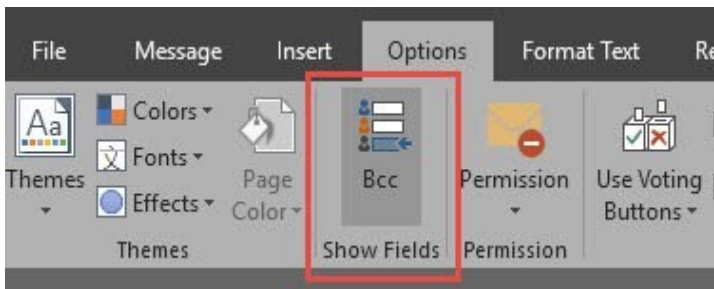 File Message Insert Options Format Text Re
Aa
Themes
Colors
Fonts
Effects
Page
Color
Themes
Bcc
Show Fields
Permission
Permission
Use Voting
Buttons